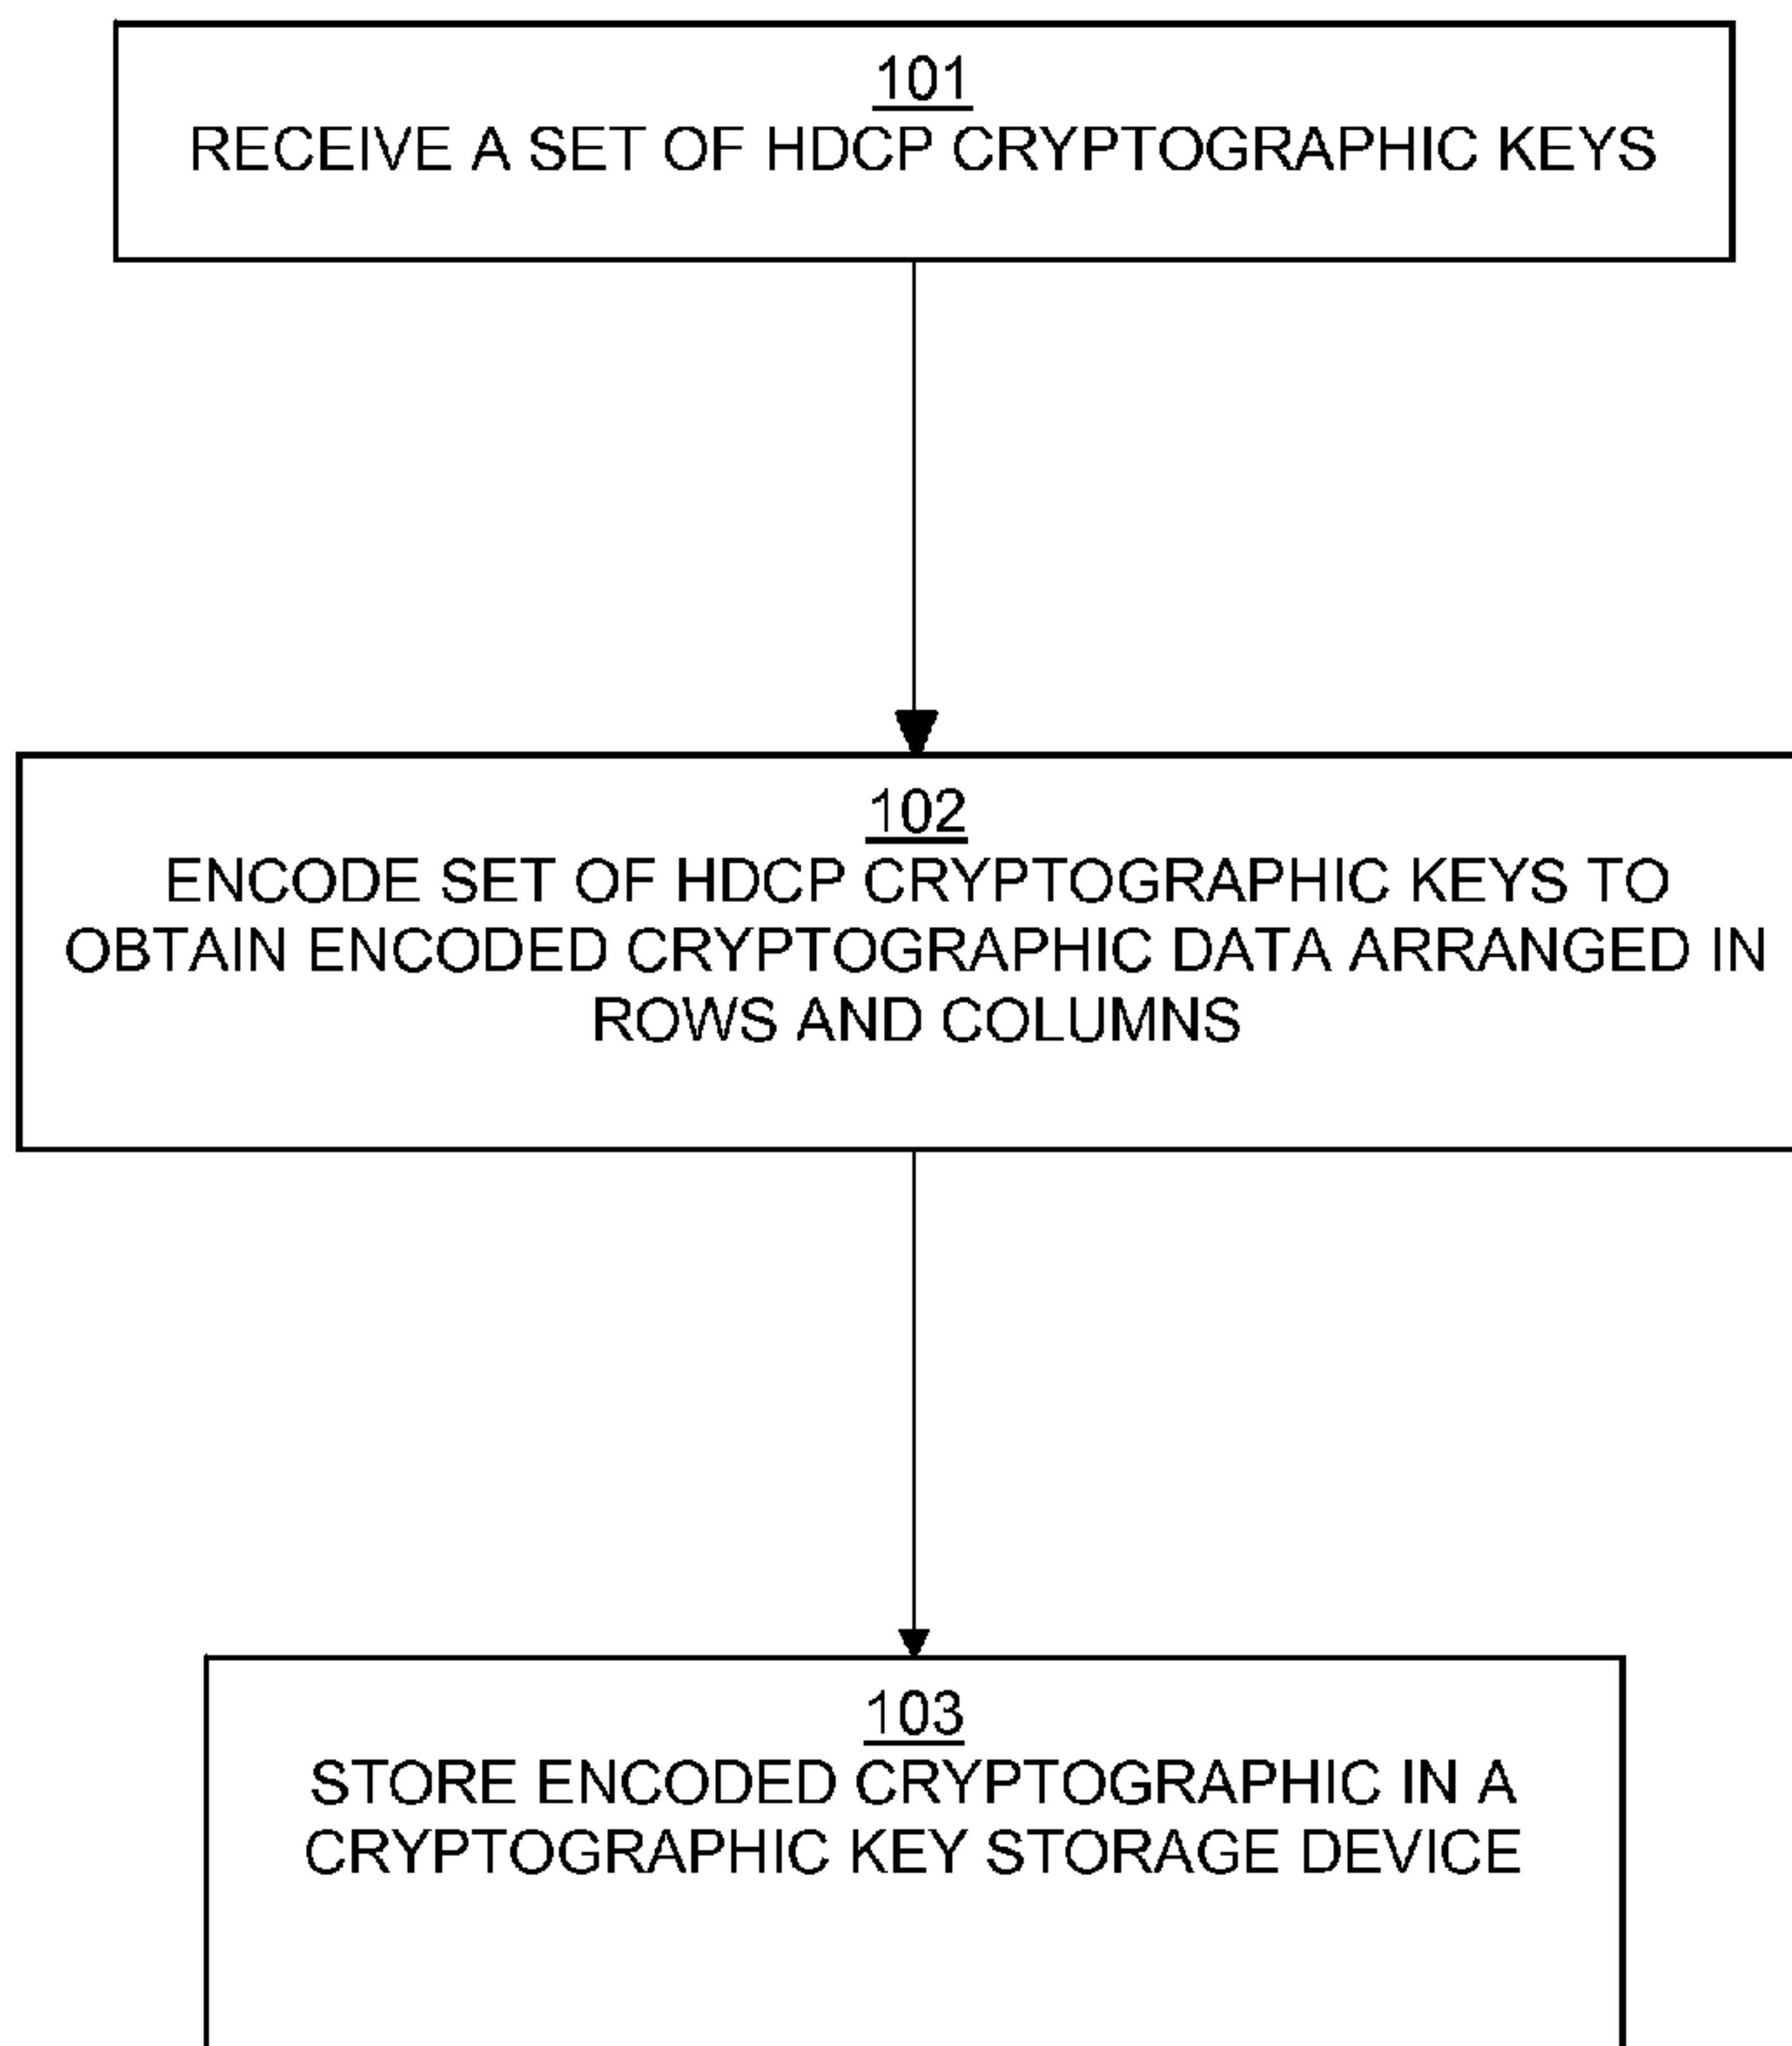 101
RECEIVE A SET OF HDCP CRYPTOGRAPHIC KEYS
102
ENCODE SET OF HDCP CRYPTOGRAPHIC KEYS TO
OBTAIN ENCODED CRYPTOGRAPHIC DATA ARRANGED IN
ROWS AND COLUMNS
103
STORE ENCODED CRYPTOGRAPHIC IN A
CRYPTOGRAPHIC KEY STORAGE DEVICE